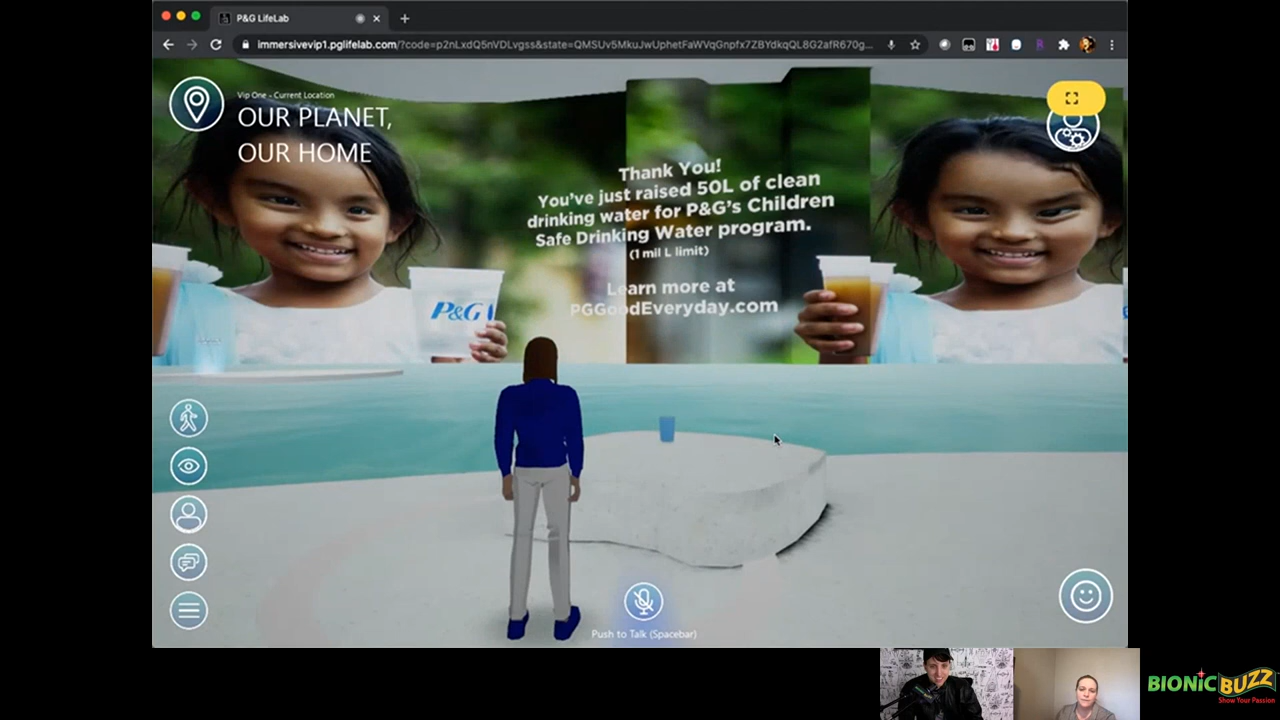 P&G LifeLab
immersivevip1.pglifelab.com/?code=p2nLxdQ5nVDLvgss&state=QMSUv5MkuJwUphetFaWVqGnpfx7ZBYdkqQL8G2afR670g...
Vip One - Current Location
OUR PLANET,
OUR HOME
Thank You!
You've just raised 50L of clean
drinking water for P&G's Children
Safe Drinking Water program.
(1 mil L limit)
Learn more at
PGGoodEveryday.com
P&G
Push to Talk (Spacebar)
BIONIC BUZZ
Show Your Passion